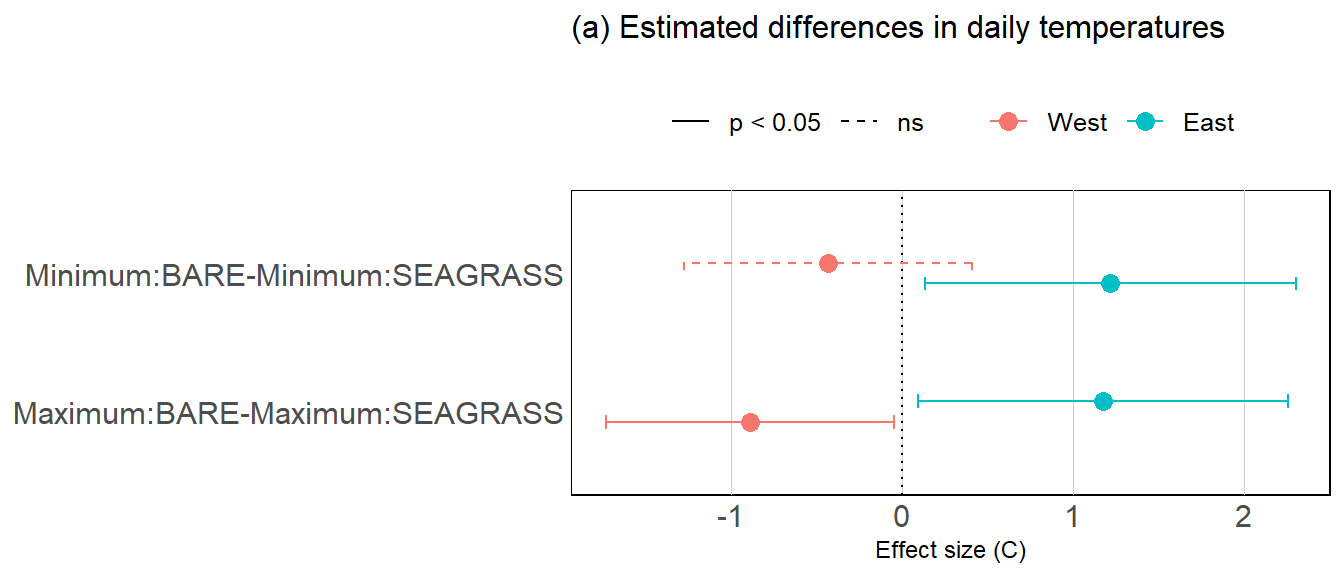 (a) Estimated differences in daily temperatures
p < 0.05 ns West East
Minimum:BARE-Minimum:SEAGRASS
Maximum:BARE-Maximum:SEAGRASS
-1 0 1 2
Effect size (C)